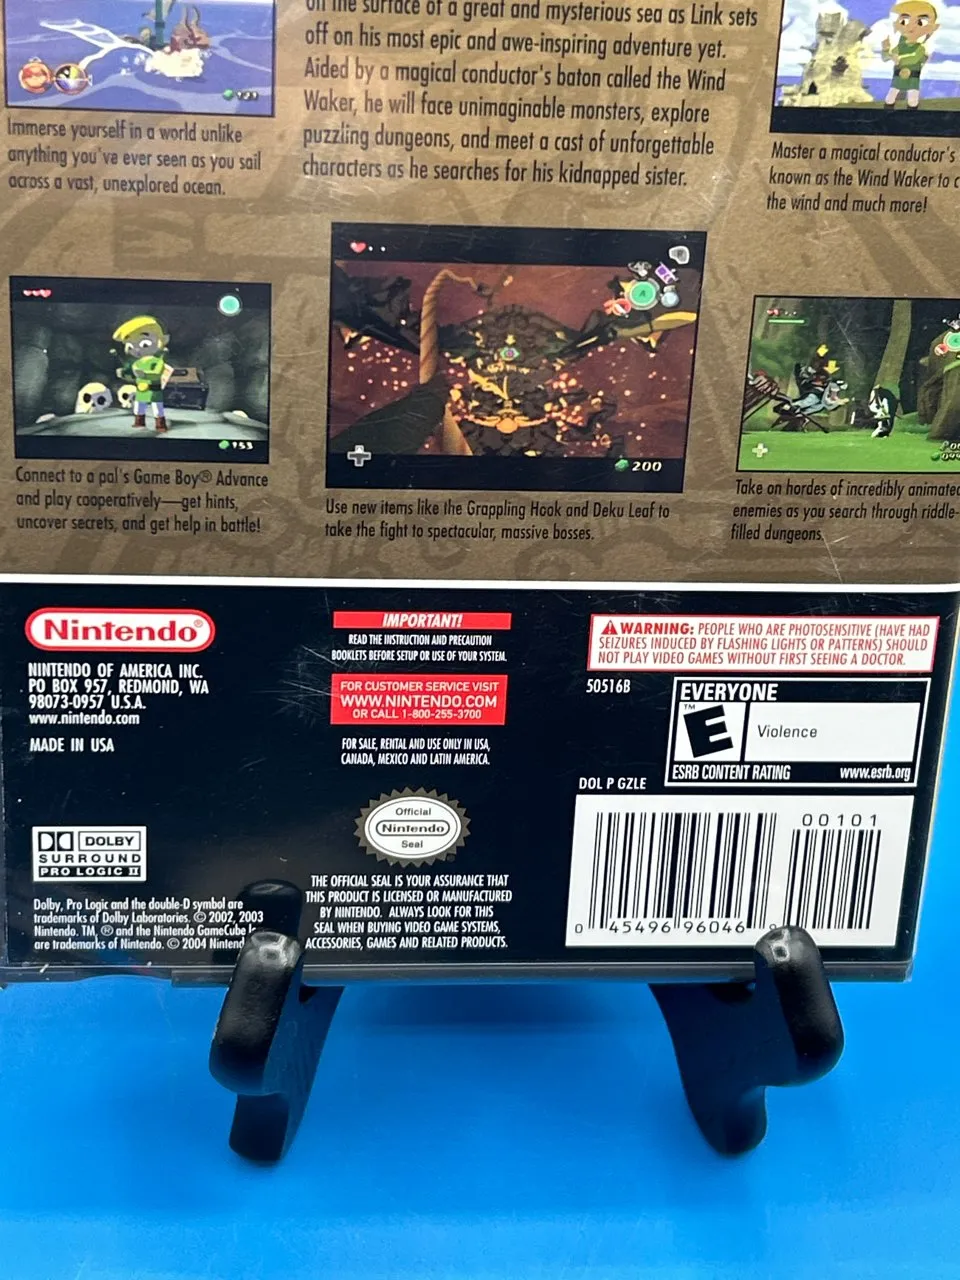 on the surface of a great and mysterious sea as Link sets
off on his most epic and awe-inspiring adventure yet.
Aided by a magical conductor's baton called the Wind
Waker, he will face unimaginable monsters, explore
puzzling dungeons, and meet a cast of unforgettable
characters as he searches for his kidnapped sister.
Immerse yourself in a world unlike
anything you've ever seen as you sail
across a vast, unexplored ocean.
Master a magical conductor's
known as the Wind Waker to
the wind and much more!
153
Connect to a pal's Game Boy® Advance
and play cooperatively—get hints,
uncover secrets, and get help in battle!
200
Use new items like the Grappling Hook and Deku Leaf to
take the fight to spectacular, massive bosses.
Take on hordes of incredibly animated
enemies as you search through riddle-
filled dungeons.
Nintendo®
NINTENDO OF AMERICA INC.
PO BOX 957, REDMOND, WA
98073-0957 U.S.A.
www.nintendo.com
MADE IN USA
DOLBY
SURROUND
PRO LOGIC II
Dolby, Pro Logic and the double-D symbol are
trademarks of Dolby Laboratories. © 2002, 2003
Nintendo. TM, ® and the Nintendo GameCube
are trademarks of Nintendo. © 2004 Nintend
IMPORTANT!
READ THE INSTRUCTION AND PRECAUTION
BOOKLETS BEFORE SETUP OR USE OF YOUR SYSTEM.
FOR CUSTOMER SERVICE VISIT
WWW.NINTENDO.COM
OR CALL 1-800-255-3700
FOR SALE, RENTAL AND USE ONLY IN USA,
CANADA, MEXICO AND LATIN AMERICA.
Official
Nintendo
Seal
THE OFFICIAL SEAL IS YOUR ASSURANCE THAT
THIS PRODUCT IS LICENSED OR MANUFACTURED
BY NINTENDO. ALWAYS LOOK FOR THIS
SEAL WHEN BUYING VIDEO GAME SYSTEMS,
ACCESSORIES, GAMES AND RELATED PRODUCTS.
WARNING: PEOPLE WHO ARE PHOTOSENSITIVE (HAVE HAD
SEIZURES INDUCED BY FLASHING LIGHTS OR PATTERNS) SHOULD
NOT PLAY VIDEO GAMES WITHOUT FIRST SEEING A DOCTOR.
50516B
EVERYONE
E
TM
Violence
ESRB CONTENT RATING www.esrb.org
DOL P GZLE
00101
0 45496 96046